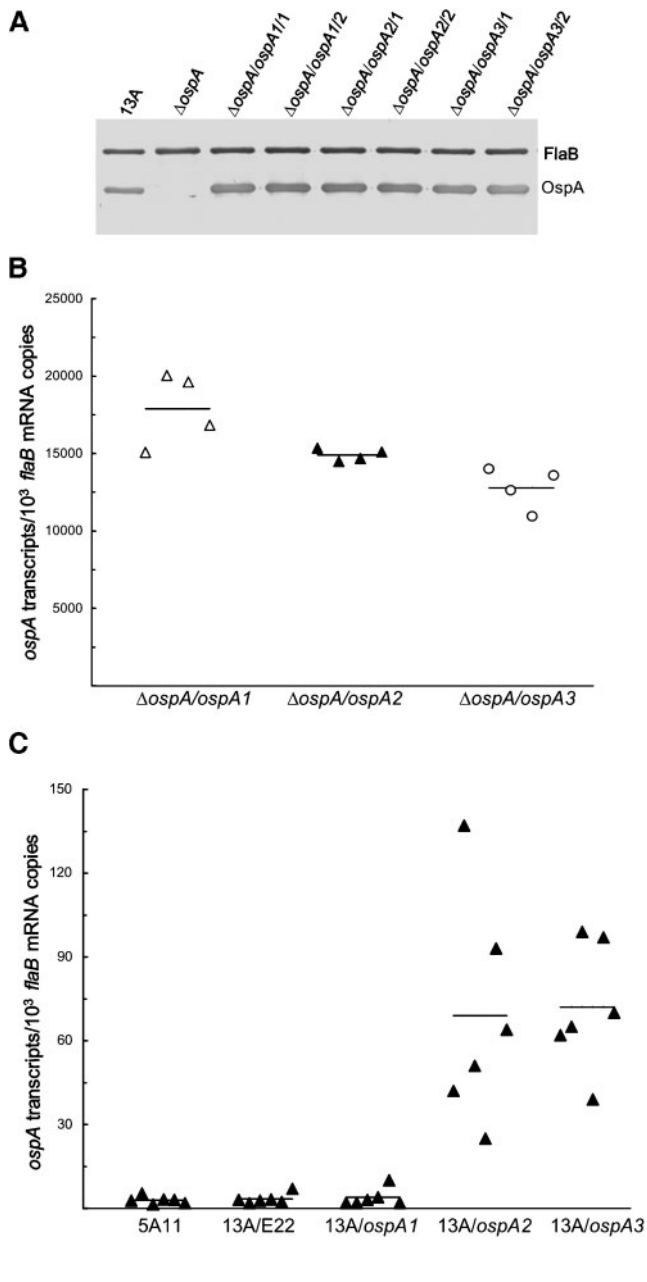 A
13A
ΔospA
ΔospA/ospA1/1
ΔospA/ospA1/2
ΔospA/ospA2/1
ΔospA/ospA2/2
ΔospA/ospA3/1
ΔospA/ospA3/2
FlaB
OspA
B
ospA transcripts/10³ flaB mRNA copies
25000
20000
15000
10000
5000
ΔospA/ospA1 ΔospA/ospA2 ΔospA/ospA3
C
ospA transcripts/10³ flaB mRNA copies
150
120
90
60
30
5A11 13A/E22 13A/ospA1 13A/ospA2 13A/ospA3